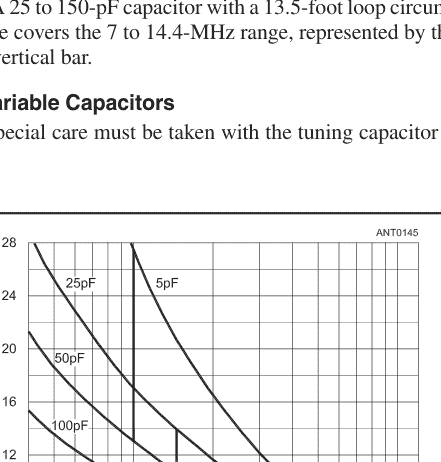 A 25 to 150-pF capacitor with a 13.5-foot loop circum
e covers the 7 to 14.4-MHz range, represented by th
vertical bar.
ariable Capacitors
pecial care must be taken with the tuning capacitor
ANT0145
28
25pF 5pF
24
20
50pF
16
100pF
12